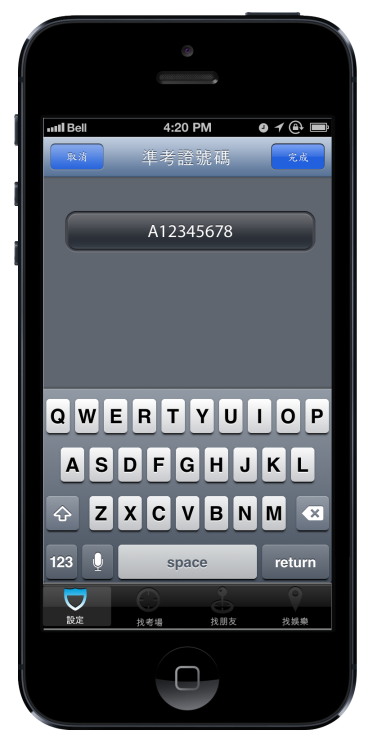 Bell 4:20 PM
取消 準考證號碼 完成
A12345678
Q W E R T Y U I O P
A S D F G H J K L
Z X C V B N M
123 space return
設定 找考場 找朋友 找娛樂